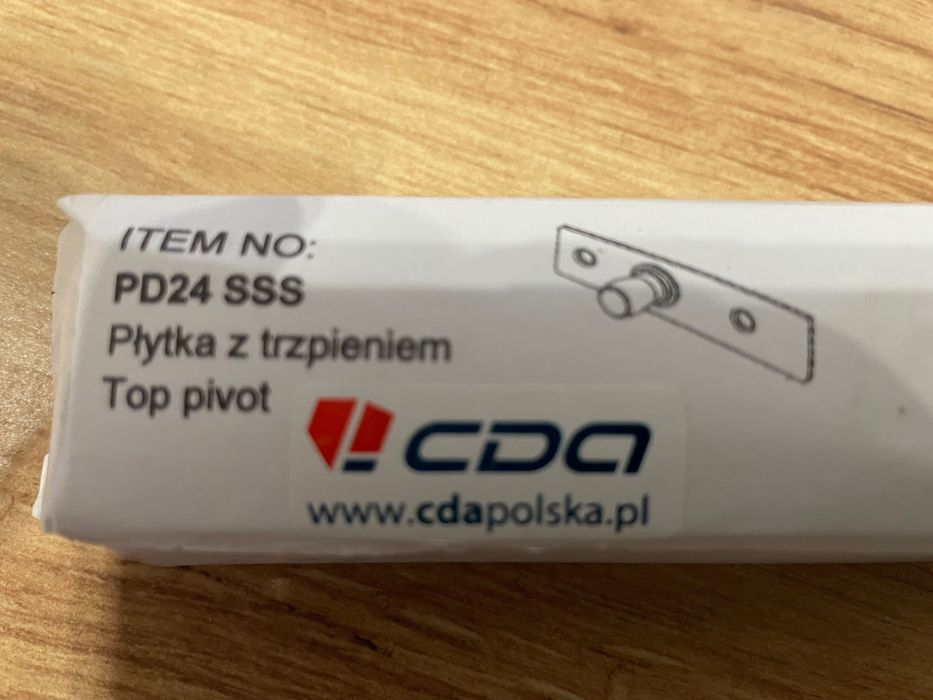 ITEM NO:
PD24 SSS
Płytka z trzpieniem
Top pivot
CDA
www.cdapolska.pl